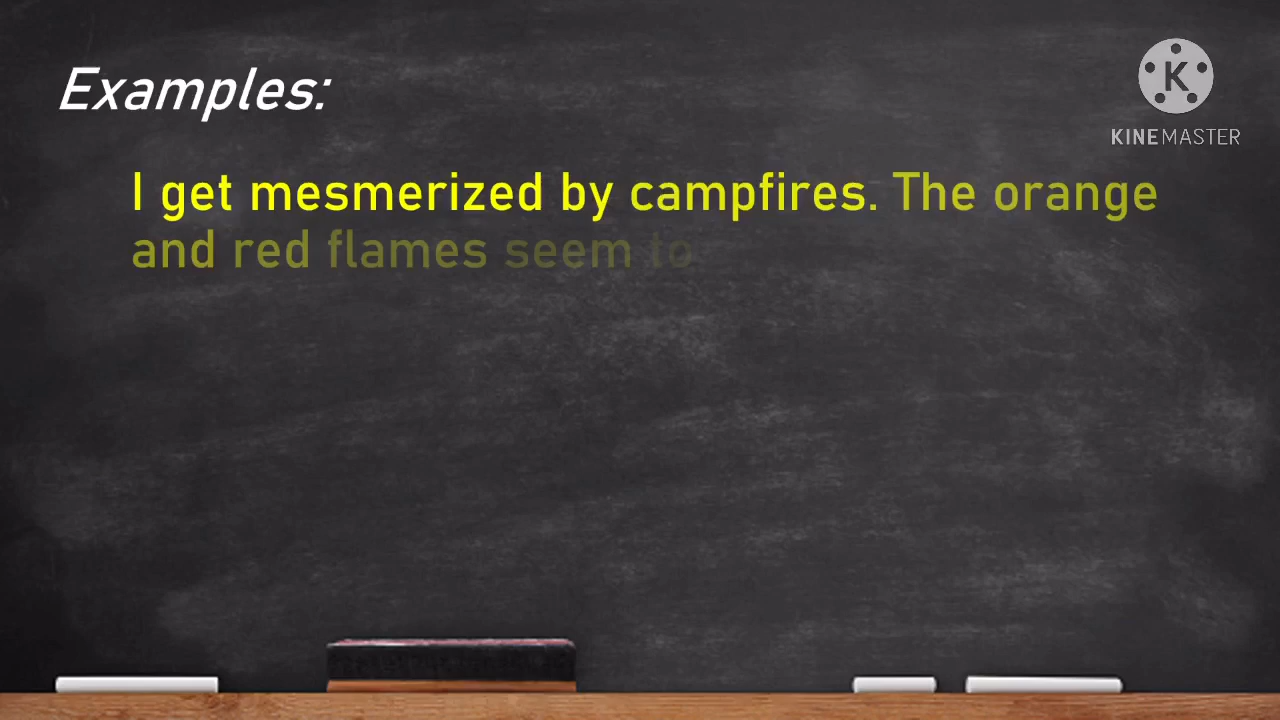 Examples:
K
KINEMASTER
I get mesmerized by campfires. The orange
and red flames seem to